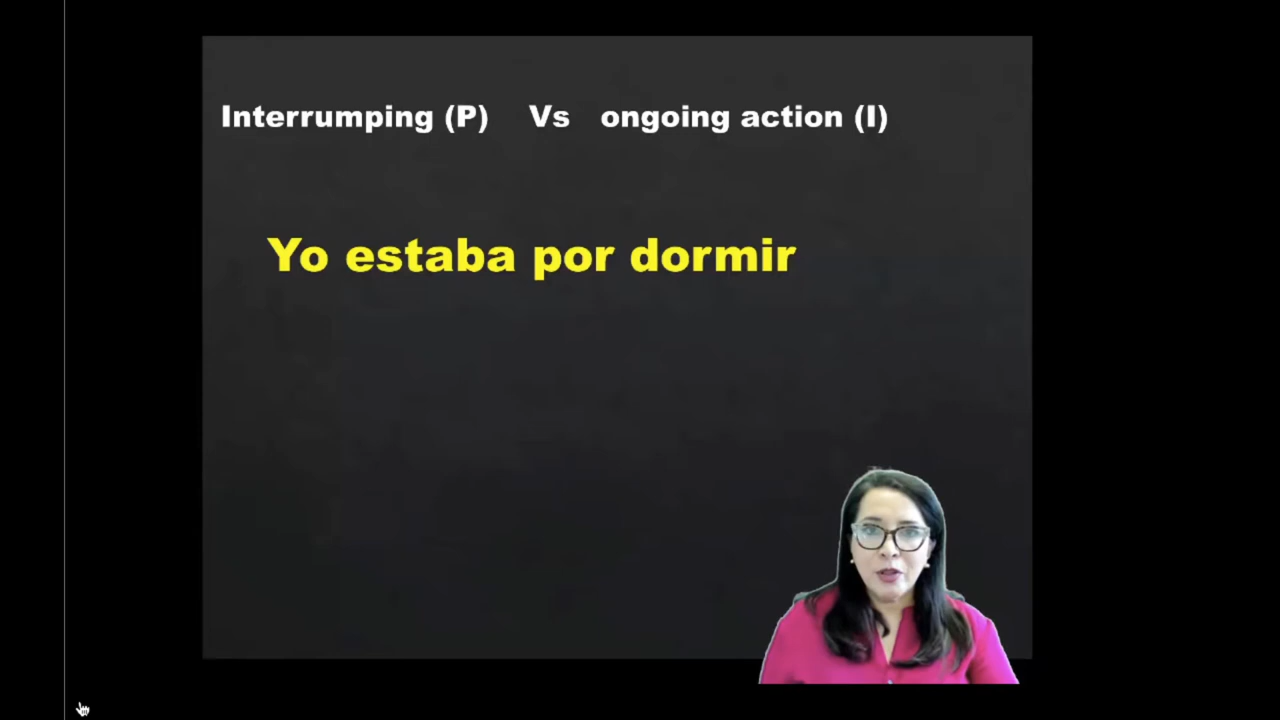 Interrumping (P) Vs ongoing action (I)
Yo estaba por dormir